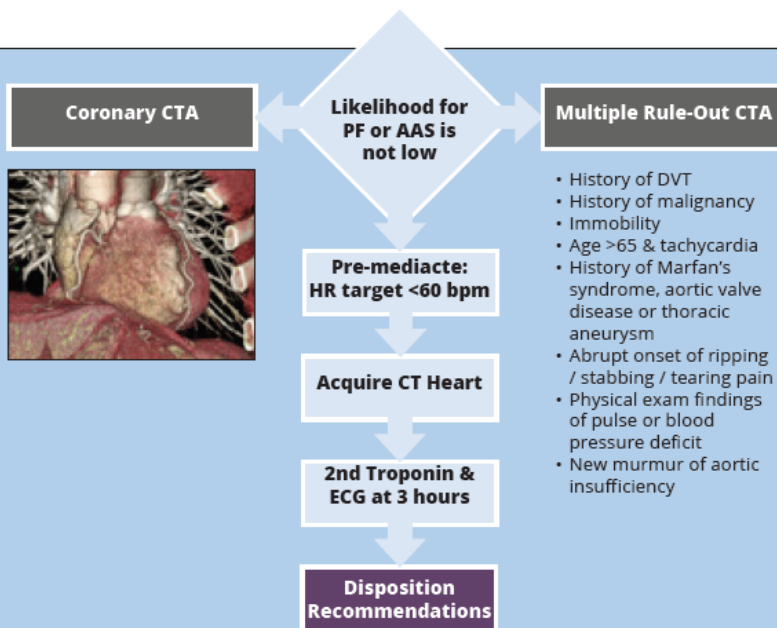 Coronary CTA
Likelihood for
PF or AAS is
not low
Multiple Rule-Out CTA
• History of DVT
• History of malignancy
• Immobility
• Age >65 & tachycardia
• History of Marfan's
syndrome, aortic valve
disease or thoracic
aneurysm
• Abrupt onset of ripping
/ stabbing / tearing pain
• Physical exam findings
of pulse or blood
pressure deficit
• New murmur of aortic
insufficiency
Pre-mediacte:
HR target <60 bpm
Acquire CT Heart
2nd Troponin &
ECG at 3 hours
Disposition
Recommendations